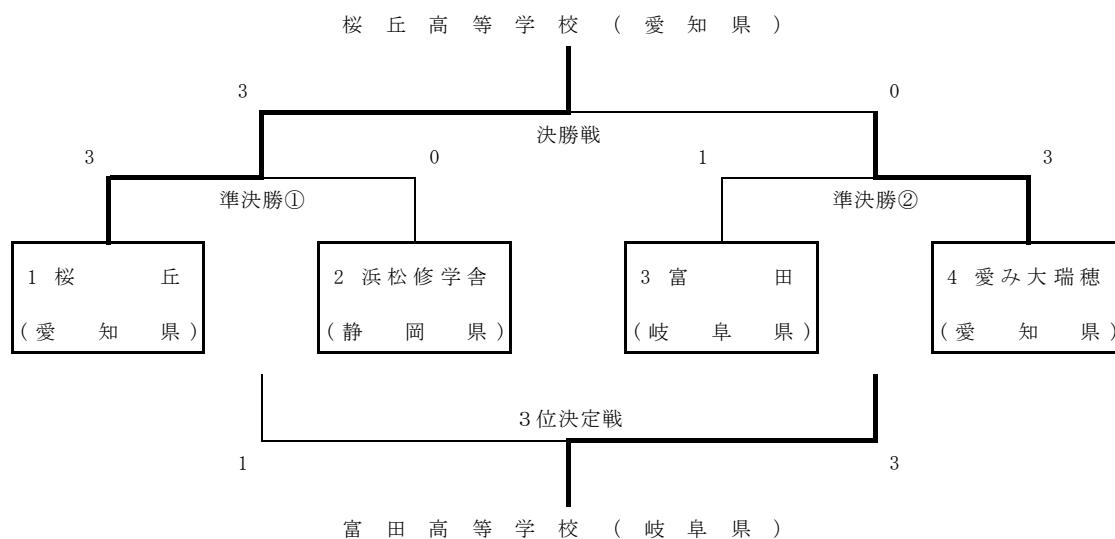 桜丘高等学校(愛知県)
3 0
決勝戦
3 0 1 3
準決勝① 準決勝②
1 桜丘 2 浜松修学舎 3 富田 4 愛み大瑞穂
(愛知県) (静岡県) (岐阜県) (愛知県)
3位決定戦
1 3
富田高等学校(岐阜県)